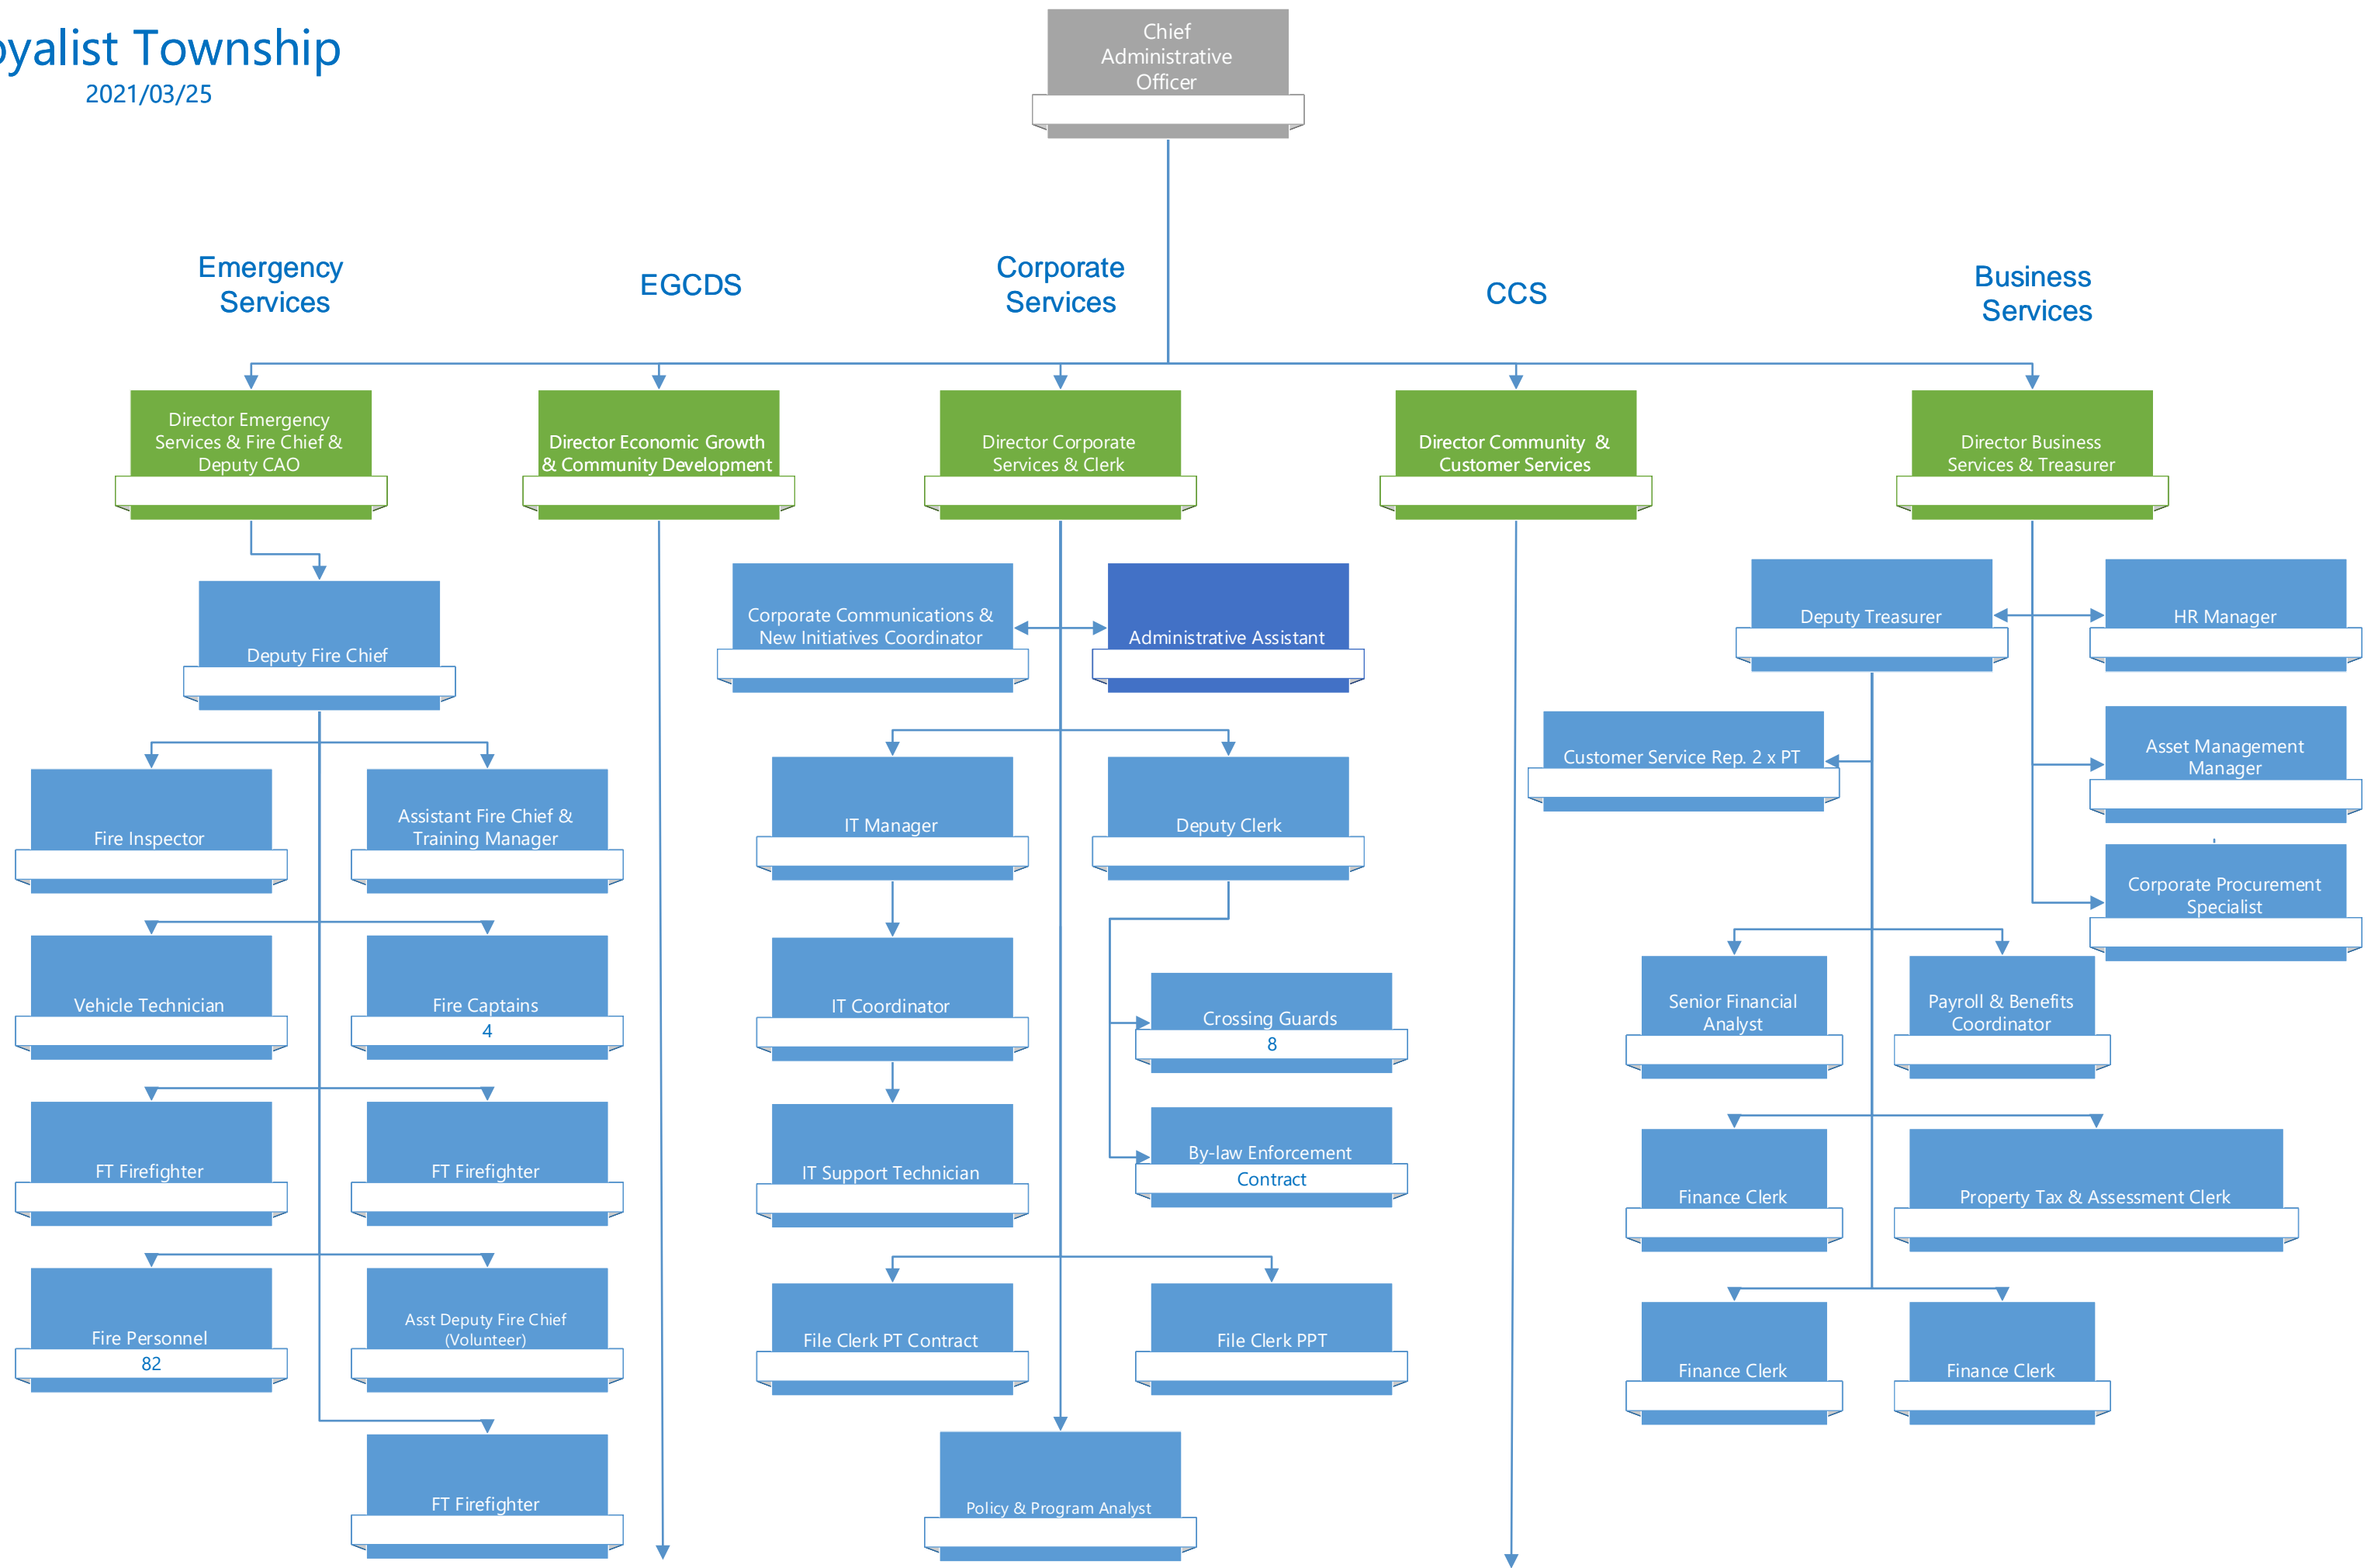 oyalist Township
2021/03/25
Chief
Administrative
Officer
Emergency
Services
EGCDS
Corporate
Services
CCS
Business
Services
Director Emergency
Services & Fire Chief &
Deputy CAO
Director Economic Growth
& Community Development
Director Corporate
Services & Clerk
Director Community &
Customer Services
Director Business
Services & Treasurer
Deputy Fire Chief
Corporate Communications &
New Initiatives Coordinator
Administrative Assistant
Deputy Treasurer
HR Manager
Customer Service Rep. 2 x PT
Asset Management
Manager
Fire Inspector
Assistant Fire Chief &
Training Manager
IT Manager
Deputy Clerk
Corporate Procurement
Specialist
Vehicle Technician
Fire Captains
4
IT Coordinator
Crossing Guards
8
Senior Financial
Analyst
Payroll & Benefits
Coordinator
FT Firefighter
FT Firefighter
IT Support Technician
By-law Enforcement
Contract
Finance Clerk
Property Tax & Assessment Clerk
Fire Personnel
82
Asst Deputy Fire Chief
(Volunteer)
File Clerk PT Contract
File Clerk PPT
Finance Clerk
Finance Clerk
FT Firefighter
Policy & Program Analyst